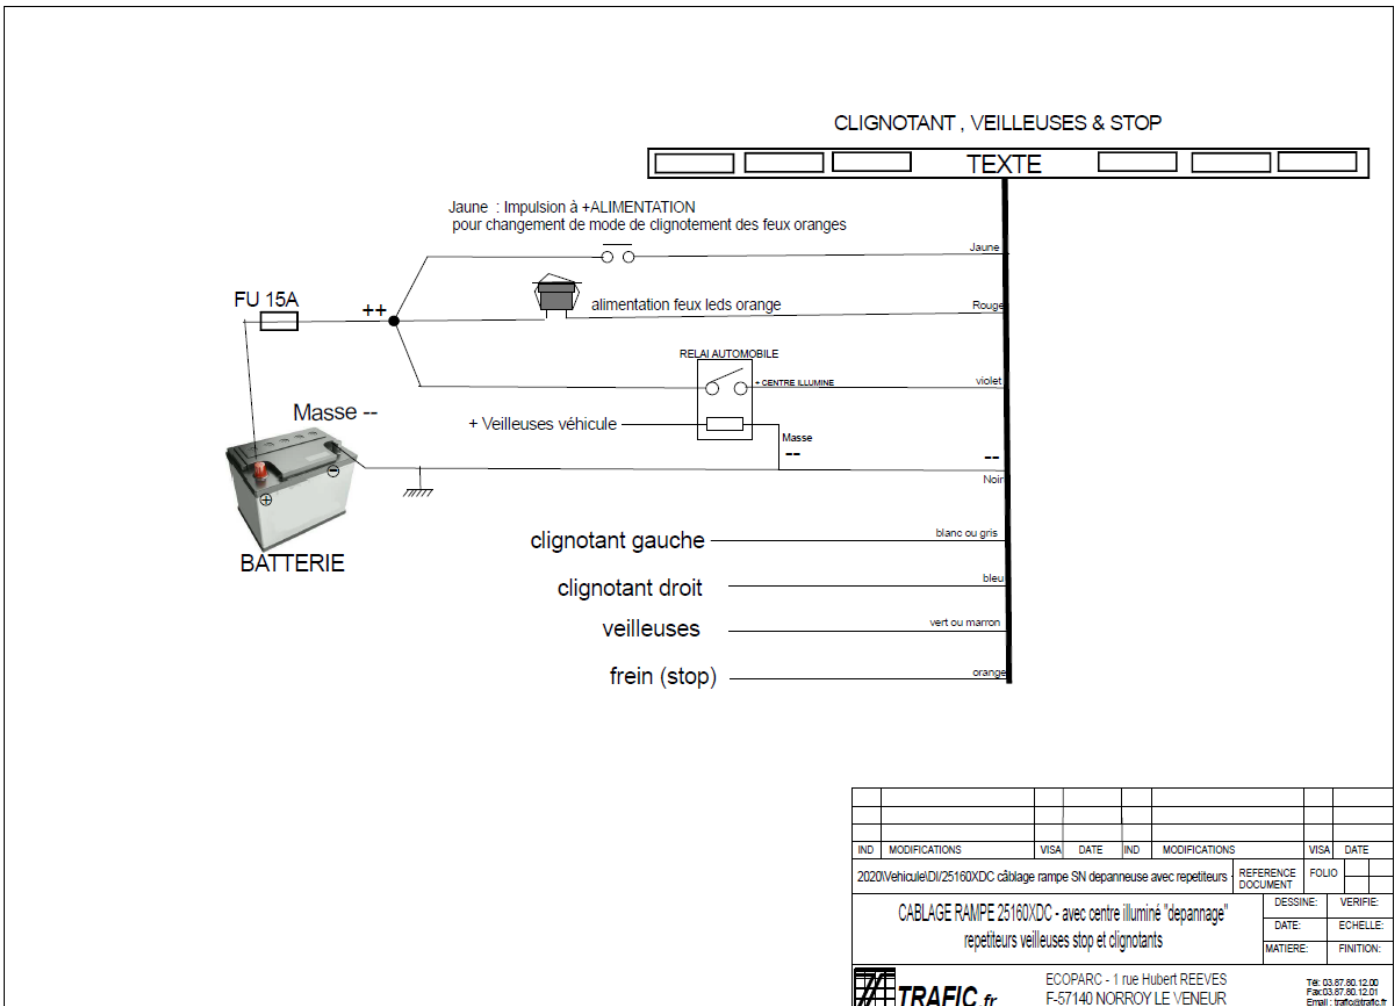 CLIGNOTANT , VEILLEUSES & STOP
TEXTE
Jaune : Impulsion à +ALIMENTATION
pour changement de mode de clignotement des feux oranges
Jaune
FU 15A
++
alimentation feux leds orange
Rouge
RELAI AUTOMOBILE
+ CENTRE ILLUMINE
violet
Masse --
+ Veilleuses véhicule
Masse
--
--
Noir
BATTERIE
clignotant gauche
blanc ou gris
clignotant droit
bleu
veilleuses
vert ou marron
frein (stop)
orange
IND MODIFICATIONS VISA DATE IND MODIFICATIONS VISA DATE
2020\Vehicule\DI/25160XDC câblage rampe SN depanneuse avec repetiteurs
REFERENCE DOCUMENT
FOLIO
CABLAGE RAMPE 25160XDC - avec centre illuminé "depannage"
repetiteurs veilleuses stop et clignotants
DESSINE: VERIFIE:
DATE: ECHELLE:
MATIERE: FINITION:
TRAFIC.fr
ECOPARC - 1 rue Hubert REEVES
F-57140 NORROY LE VENEUR
Tél: 03.87.80.12.00
Fax:03.87.80.12.01
Email : trafic@trafic.fr